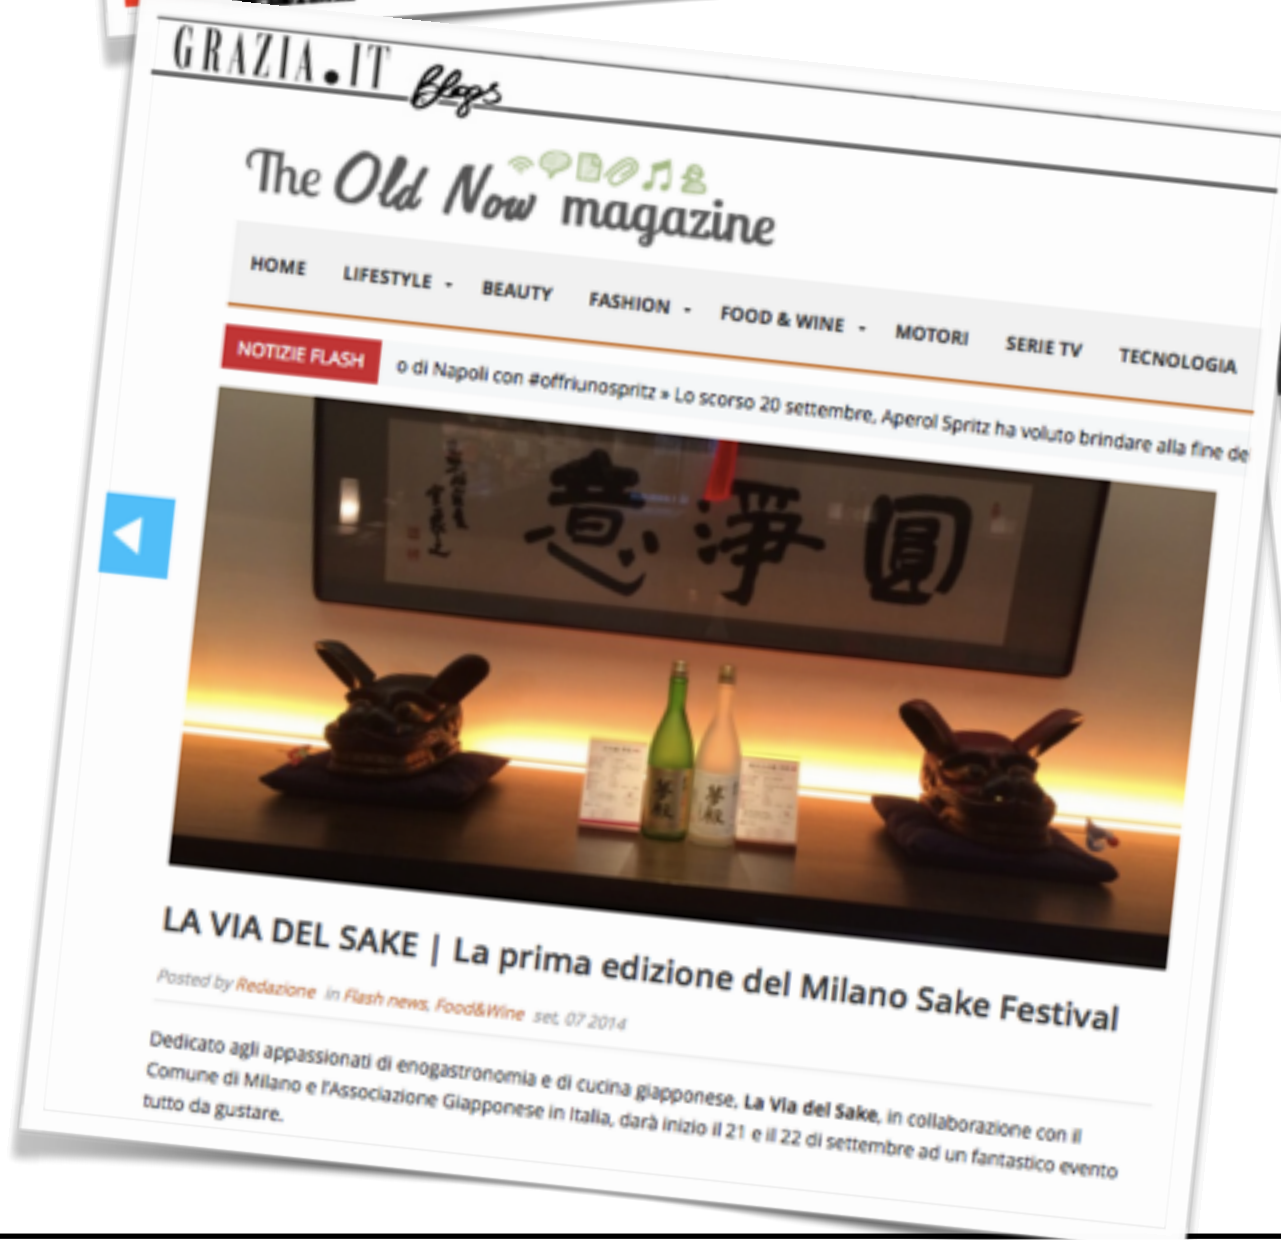 GRAZIA.IT Blogs
The Old Now magazine
HOME LIFESTYLE BEAUTY FASHION FOOD & WINE MOTORI SERIE TV TECNOLOGIA
NOTIZIE FLASH o di Napoli con #offriunospritz » Lo scorso 20 settembre, Aperol Spritz ha voluto brindare alla fine de
意淨圓
LA VIA DEL SAKE | La prima edizione del Milano Sake Festival
Posted by Redazione in Flash news, Food&Wine set, 07 2014
Dedicato agli appassionati di enogastronomia e di cucina giapponese, La Via del Sake, in collaborazione con il
Comune di Milano e l'Associazione Giapponese in Italia, darà inizio il 21 e il 22 di settembre ad un fantastico evento
tutto da gustare.